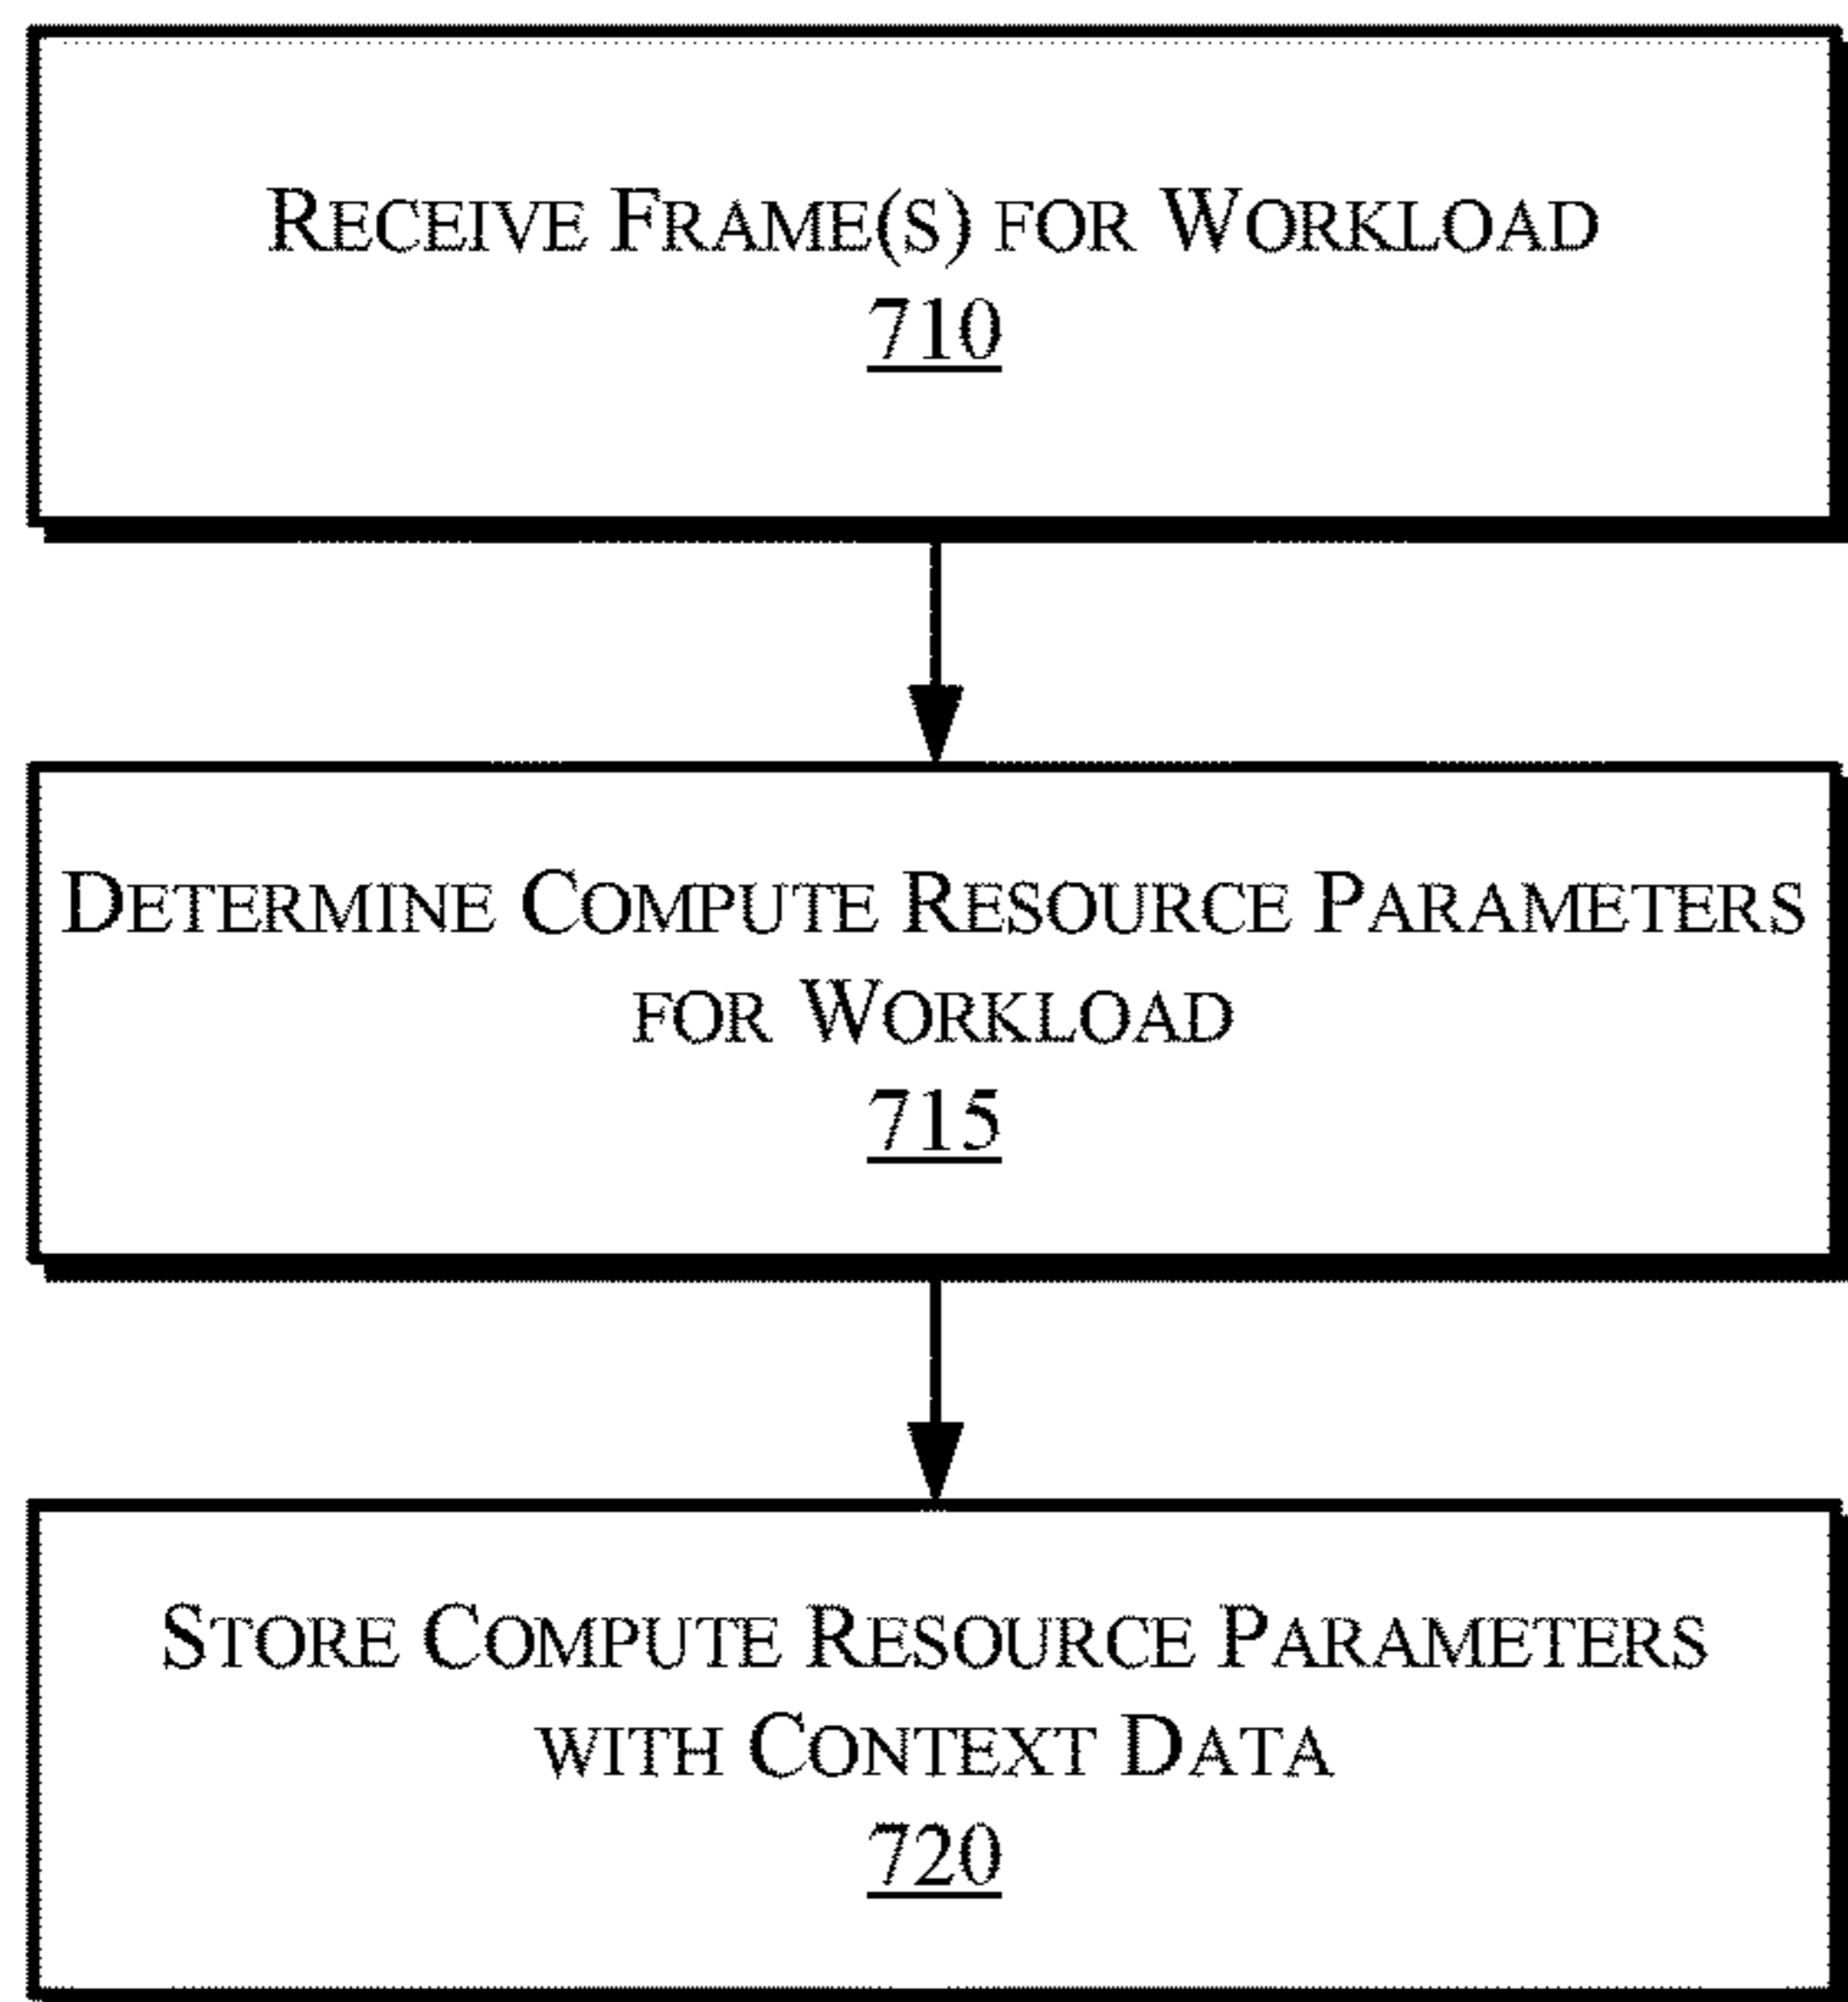 RECEIVE FRAME(S) FOR WORKLOAD
710
DETERMINE COMPUTE RESOURCE PARAMETERS
FOR WORKLOAD
715
STORE COMPUTE RESOURCE PARAMETERS
WITH CONTEXT DATA
720